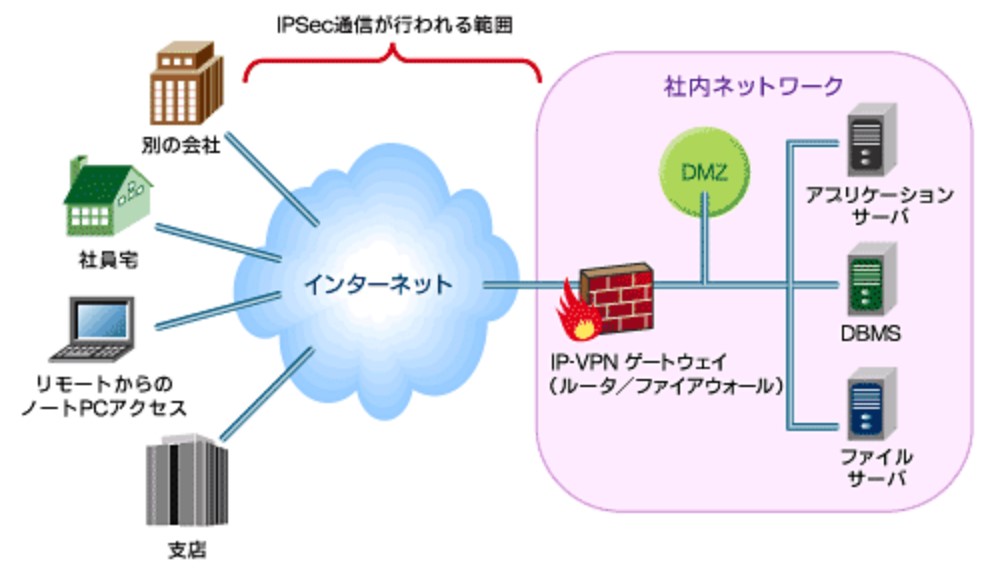 IPSec通信が行われる範囲
社内ネットワーク
別の会社
DMZ
アプリケーション
サーバ
社員宅
インターネット
DBMS
IP-VPN ゲートウェイ
(ルータ／ファイアウォール)
リモートからの
ノートPCアクセス
ファイル
サーバ
支店